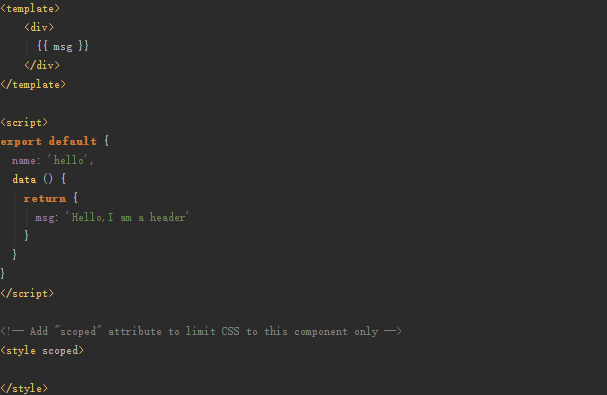 <template>
    <div>
      {{ msg }}
    </div>
</template>

<script>
export default {
  name: 'hello',
  data () {
    return {
      msg: 'Hello,I am a header'
    }
  }
}
</script>

<!-- Add "scoped" attribute to limit CSS to this component only -->
<style scoped>

</style>